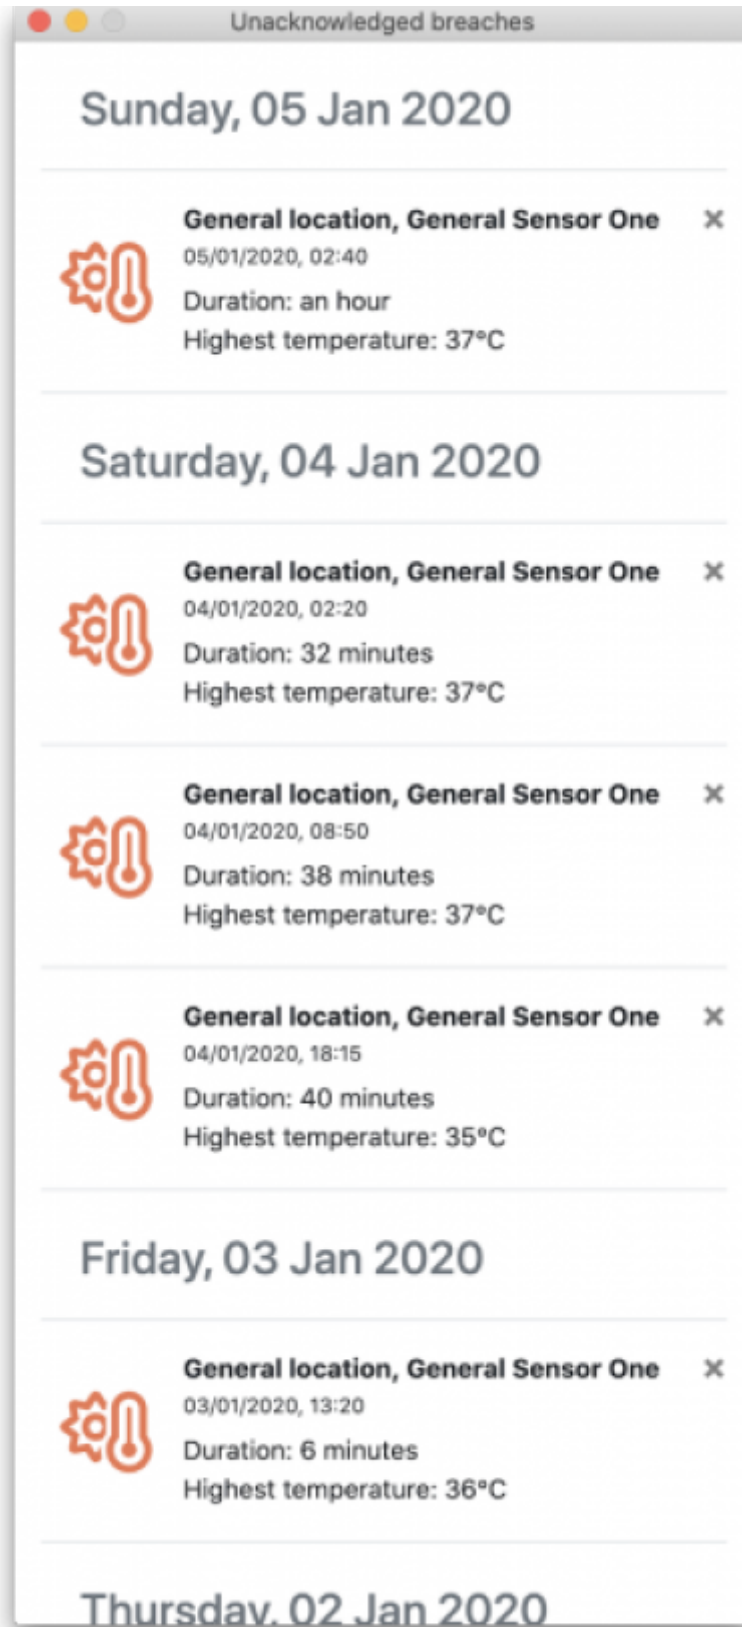 Unacknowledged breaches
Sunday, 05 Jan 2020
General location, General Sensor One
05/01/2020, 02:40
Duration: an hour
Highest temperature: 37°C
Saturday, 04 Jan 2020
General location, General Sensor One
04/01/2020, 02:20
Duration: 32 minutes
Highest temperature: 37°C
General location, General Sensor One
04/01/2020, 08:50
Duration: 38 minutes
Highest temperature: 37°C
General location, General Sensor One
04/01/2020, 18:15
Duration: 40 minutes
Highest temperature: 35°C
Friday, 03 Jan 2020
General location, General Sensor One
03/01/2020, 13:20
Duration: 6 minutes
Highest temperature: 36°C
Thursday, 02 Jan 2020